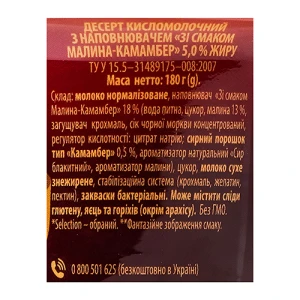 ДЕСЕРТ КИСЛОМОЛОЧНИЙ
З НАПОВНЮВАЧЕМ «ЗІ СМАКОМ
МАЛИНА-КАМАМБЕР» 5,0 % ЖИРУ
ТУ У 15.5–31489175–008:2007
Маса нетто: 180 г(g).
Склад: молоко нормалізоване, наповнювач «Зі смаком
Малина-Камамбер» 18 % (вода питна, цукор, малина 13 %,
загущувач крохмаль, сік чорної моркви концентрований,
регулятор кислотності: цитрат натрію; сирний порошок
тип «Камамбер» 0,5 %, ароматизатор натуральний «Сир
блакитний», ароматизатор малини), цукор, молоко сухе
знежирене, стабілізаційна система (крохмаль, желатин,
пектин), закваски бактеріальні. Може містити сліди
глютену, яєць та горіхів (окрім арахісу). Без ГМО.
*Selection – обраний. **Фантазійне зображення смаку.
0 800 501 625 (безкоштовно в Україні)